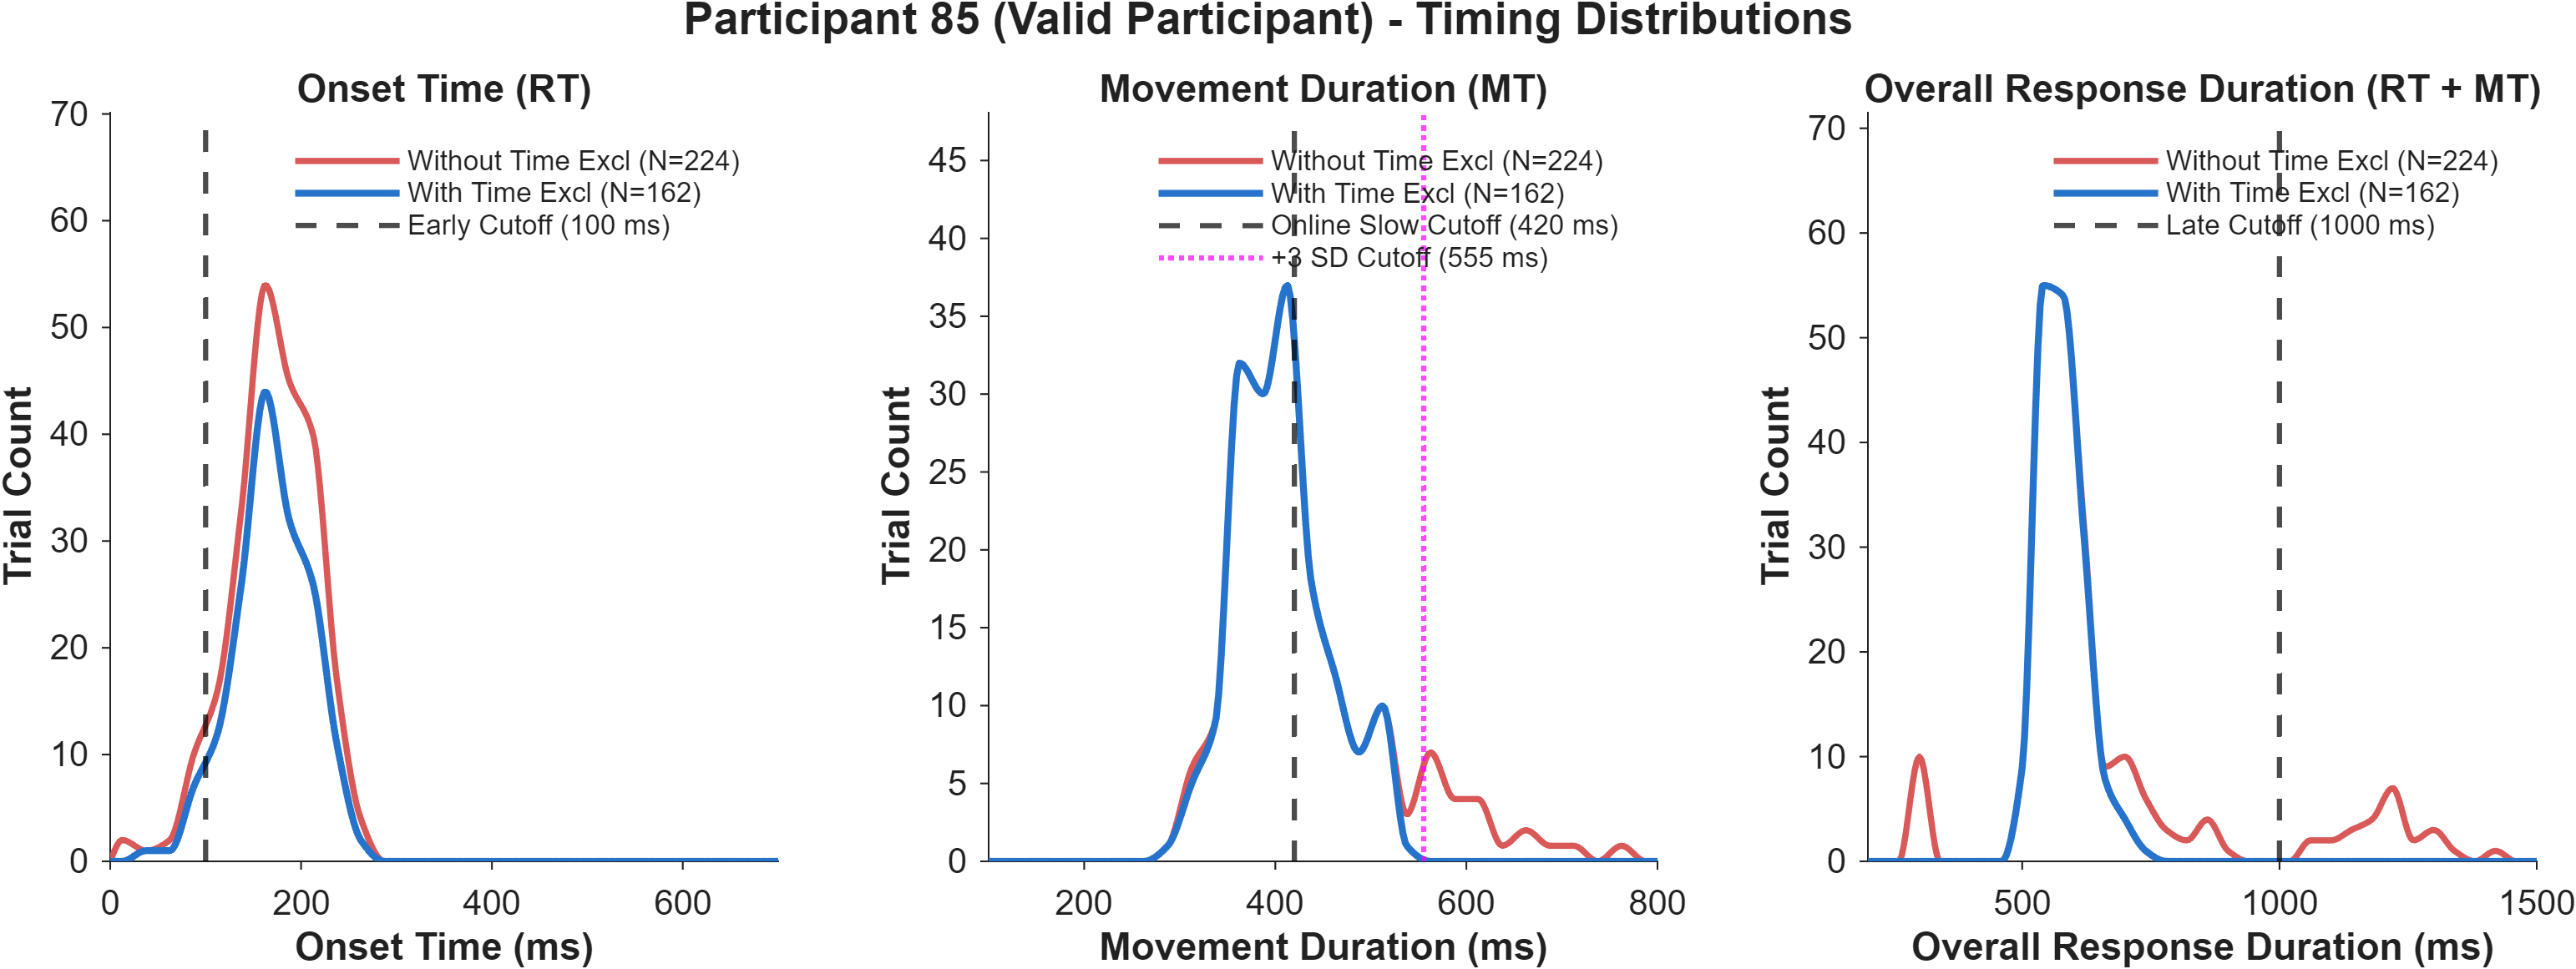 Participant 85 (Valid Participant) - Timing Distributions
Onset Time (RT)
70
60
50
40
30
20
10
0
Trial Count
Without Time Excl (N=224)
With Time Excl (N=162)
Early Cutoff (100 ms)
0 200 400 600
Onset Time (ms)
Movement Duration (MT)
45
40
35
30
25
20
15
10
5
0
Trial Count
Without Time Excl (N=224)
With Time Excl (N=162)
Online Slow Cutoff (420 ms)
+3 SD Cutoff (555 ms)
200 400 600 800
Movement Duration (ms)
Overall Response Duration (RT + MT)
70
60
50
40
30
20
10
0
Trial Count
Without Time Excl (N=224)
With Time Excl (N=162)
Late Cutoff (1000 ms)
500 1000 1500
Overall Response Duration (ms)